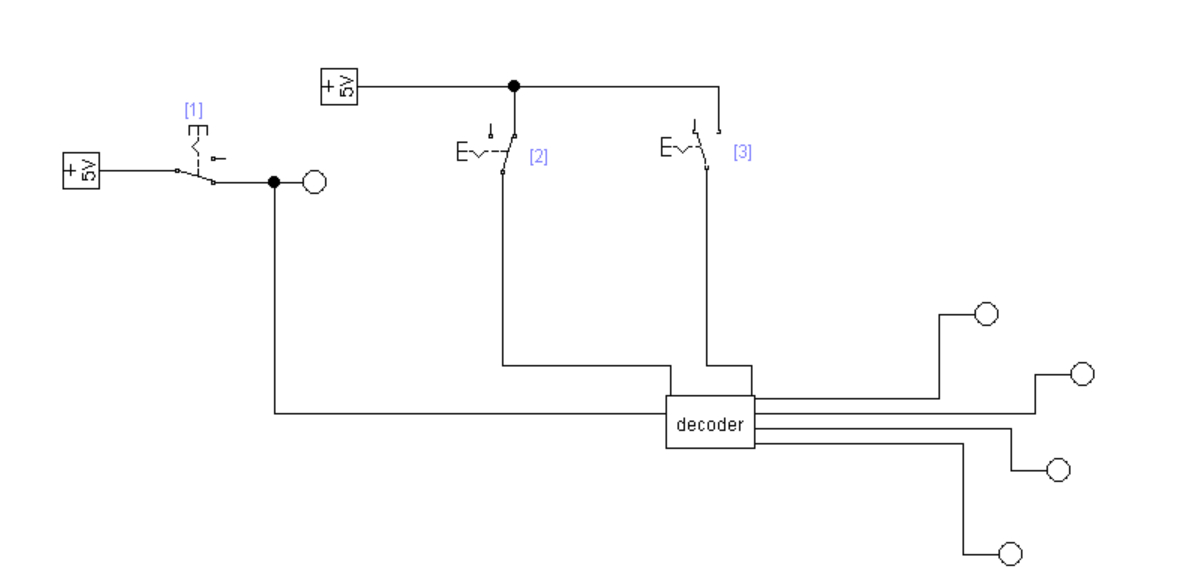 [1]
+
5V
+
5V
[2]
[3]
decoder